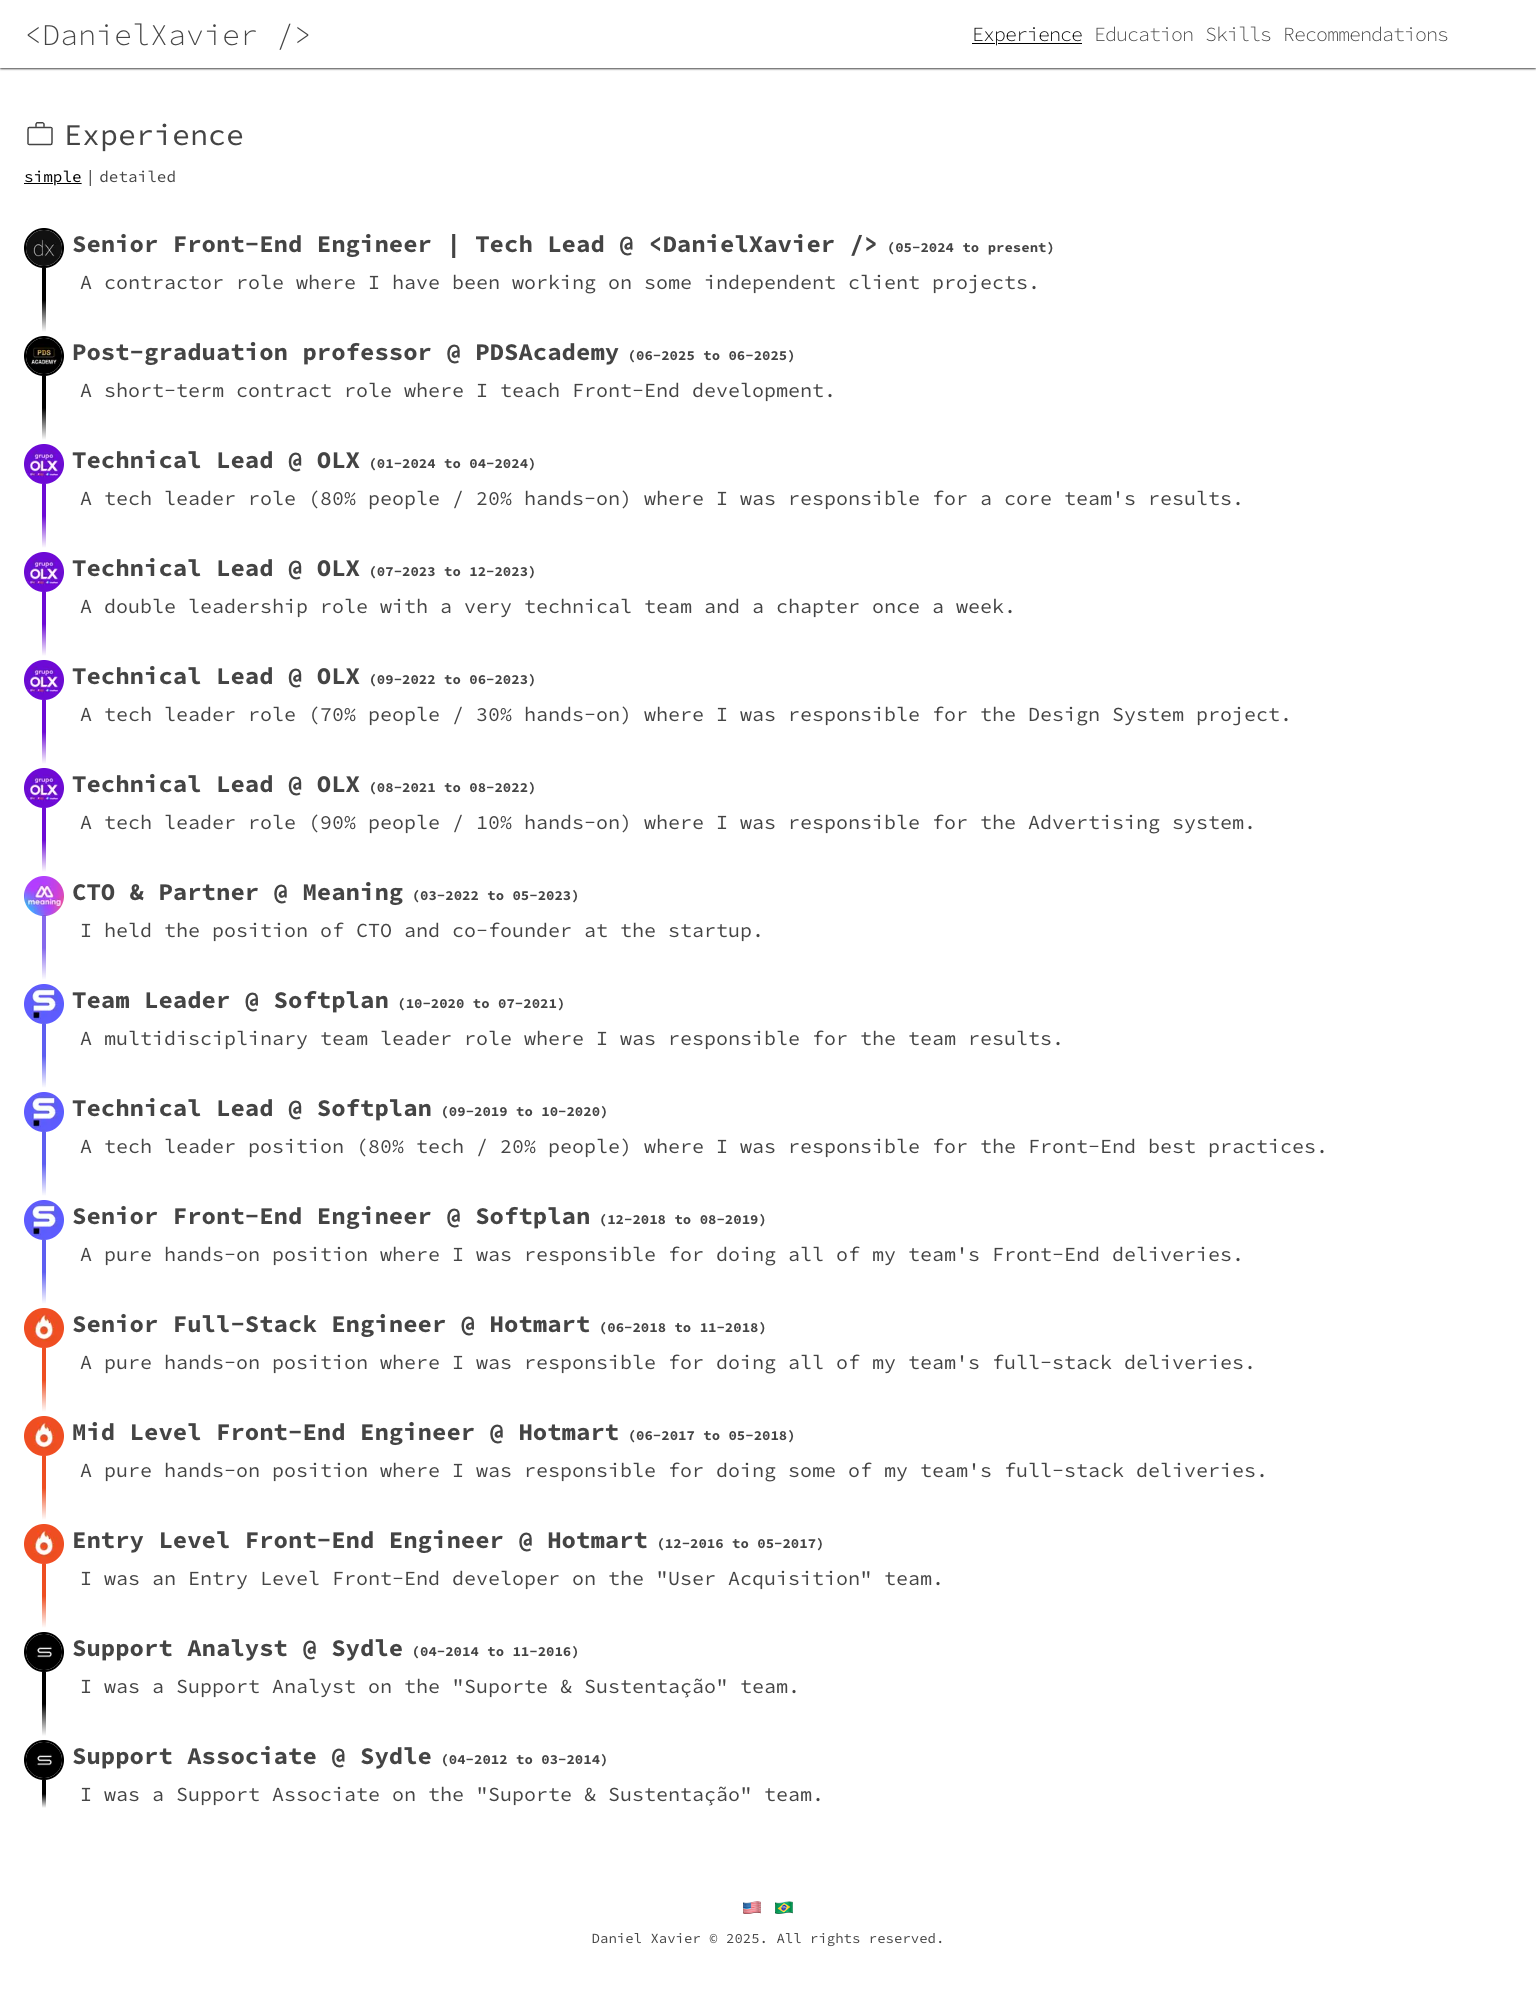 <DanielXavier />
Experience Education Skills Recommendations
Experience
simple | detailed
dx
Senior Front-End Engineer | Tech Lead @ <DanielXavier /> (05-2024 to present)
A contractor role where I have been working on some independent client projects.
PDS
ACADEMY
Post-graduation professor @ PDSAcademy (06-2025 to 06-2025)
A short-term contract role where I teach Front-End development.
grupo
OLX
Technical Lead @ OLX (01-2024 to 04-2024)
A tech leader role (80% people / 20% hands-on) where I was responsible for a core team's results.
grupo
OLX
Technical Lead @ OLX (07-2023 to 12-2023)
A double leadership role with a very technical team and a chapter once a week.
grupo
OLX
Technical Lead @ OLX (09-2022 to 06-2023)
A tech leader role (70% people / 30% hands-on) where I was responsible for the Design System project.
grupo
OLX
Technical Lead @ OLX (08-2021 to 08-2022)
A tech leader role (90% people / 10% hands-on) where I was responsible for the Advertising system.
meaning
CTO & Partner @ Meaning (03-2022 to 05-2023)
I held the position of CTO and co-founder at the startup.
Team Leader @ Softplan (10-2020 to 07-2021)
A multidisciplinary team leader role where I was responsible for the team results.
Technical Lead @ Softplan (09-2019 to 10-2020)
A tech leader position (80% tech / 20% people) where I was responsible for the Front-End best practices.
Senior Front-End Engineer @ Softplan (12-2018 to 08-2019)
A pure hands-on position where I was responsible for doing all of my team's Front-End deliveries.
Senior Full-Stack Engineer @ Hotmart (06-2018 to 11-2018)
A pure hands-on position where I was responsible for doing all of my team's full-stack deliveries.
Mid Level Front-End Engineer @ Hotmart (06-2017 to 05-2018)
A pure hands-on position where I was responsible for doing some of my team's full-stack deliveries.
Entry Level Front-End Engineer @ Hotmart (12-2016 to 05-2017)
I was an Entry Level Front-End developer on the "User Acquisition" team.
Support Analyst @ Sydle (04-2014 to 11-2016)
I was a Support Analyst on the "Suporte & Sustentação" team.
Support Associate @ Sydle (04-2012 to 03-2014)
I was a Support Associate on the "Suporte & Sustentação" team.
Daniel Xavier © 2025. All rights reserved.